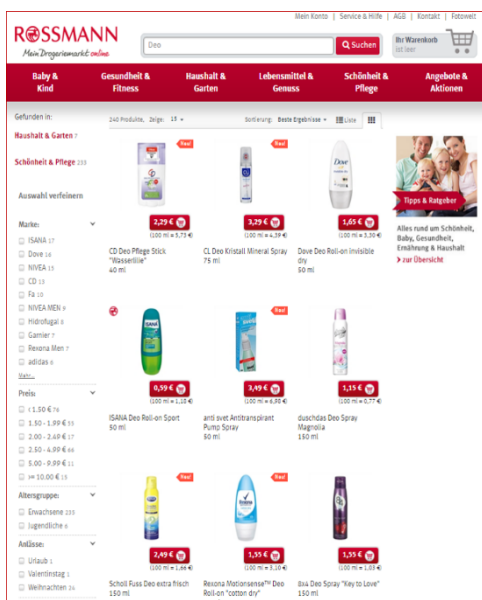 Mein Konto | Service & Hilfe | AGB | Kontakt | Fotowelt
ROSSMANN
Mein Drogeriemarkt online
Deo
Suchen
Ihr Warenkorb
ist leer
Baby &
Kind
Gesundheit &
Fitness
Haushalt &
Garten
Lebensmittel &
Genuss
Schönheit &
Pflege
Angebote &
Aktionen
Gefunden in:
Haushalt & Garten 7
Schönheit & Pflege 233
Auswahl verfeinern
Marke:
ISANA 17
Dove 16
NIVEA 15
CD 13
Fa 10
NIVEA MEN 9
Hidrofugal 8
Garnier 7
Rexona Men 7
adidas 6
Mehr...
Preis:
< 1.50 € 76
1.50 - 1.99 € 55
2.00 - 2.49 € 17
2.50 - 4.99 € 66
5.00 - 9.99 € 11
>= 10.00 € 15
Altersgruppe:
Erwachsene 233
Jugendliche 6
Anlässe:
Urlaub 1
Valentinstag 1
Weihnachten 24
240 Produkte, Zeige: 15
Sortierung: Beste Ergebnisse
Liste
Neu!
2,29 €
(100 ml = 5,73 €)
CD Deo Pflege Stick
"Wasserlilie"
40 ml
Neu!
3,29 €
(100 ml = 4,39 €)
CL Deo Kristall Mineral Spray
75 ml
Dove
1,65 €
(100 ml = 3,30 €)
Dove Deo Roll-on Invisible
dry
50 ml
ISANA
0,59 €
(100 ml = 1,18 €)
ISANA Deo Roll-on Sport
50 ml
Neu!
3,49 €
(100 ml = 6,98 €)
anti svet Antitranspirant
Pump Spray
50 ml
1,15 €
(100 ml = 0,77 €)
duschdas Deo Spray
Magnolia
150 ml
Neu!
2,49 €
(100 ml = 1,66 €)
Scholl Fuss Deo extra frisch
150 ml
Neu!
1,55 €
(100 ml = 3,10 €)
Rexona Motionsense™ Deo
Roll-on "cotton dry"
1,55 €
(100 ml = 1,03 €)
8x4 Deo Spray "Key to Love"
150 ml
Tipps & Ratgeber
Alles rund um Schönheit,
Baby, Gesundheit,
Ernährung & Haushalt
zur Übersicht